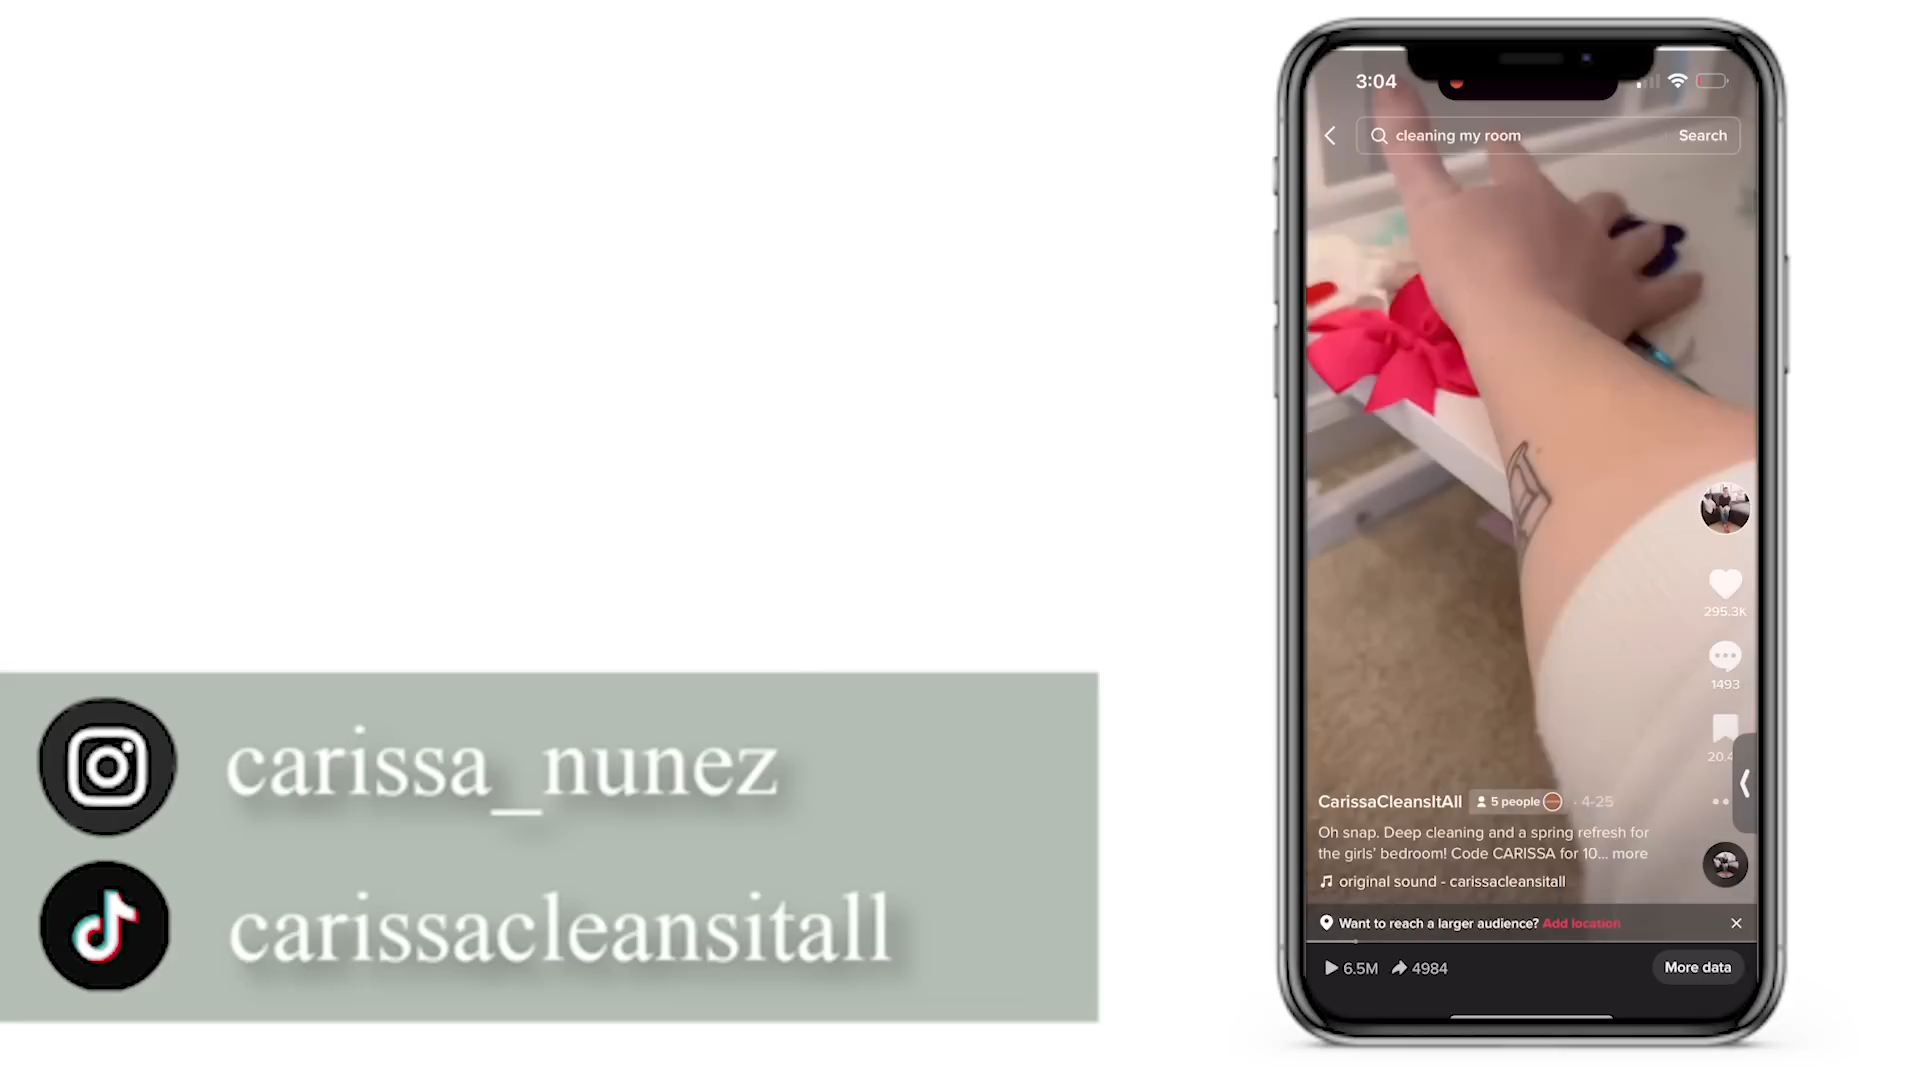 carissa_nunez
carissacleansitall
3:04
cleaning my room
Search
295.3K
1493
CarissaCleansItAll
5 people
· 4-25
Oh snap. Deep cleaning and a spring refresh for
the girls' bedroom! Code CARISSA for 10... more
original sound - carissacleansitall
Want to reach a larger audience? Add location
6.5M
4984
More data